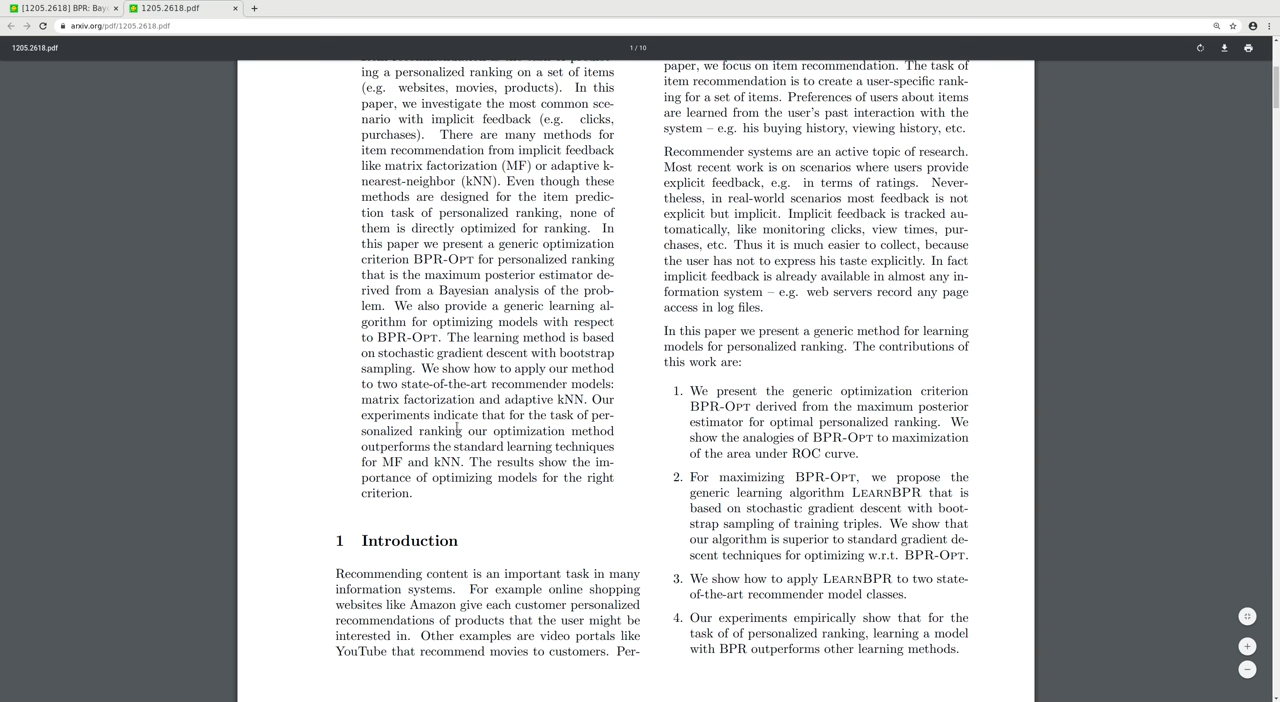 [1205.2618] BPR: Bay
1205.2618.pdf
arxiv.org/pdf/1205.2618.pdf
1205.2618.pdf
1 / 10
ing a personalized ranking on a set of items
(e.g. websites, movies, products). In this
paper, we investigate the most common sce-
nario with implicit feedback (e.g. clicks,
purchases). There are many methods for
item recommendation from implicit feedback
like matrix factorization (MF) or adaptive k-
nearest-neighbor (kNN). Even though these
methods are designed for the item predic-
tion task of personalized ranking, none of
them is directly optimized for ranking. In
this paper we present a generic optimization
criterion BPR-OPT for personalized ranking
that is the maximum posterior estimator de-
rived from a Bayesian analysis of the prob-
lem. We also provide a generic learning al-
gorithm for optimizing models with respect
to BPR-OPT. The learning method is based
on stochastic gradient descent with bootstrap
sampling. We show how to apply our method
to two state-of-the-art recommender models:
matrix factorization and adaptive kNN. Our
experiments indicate that for the task of per-
sonalized ranking our optimization method
outperforms the standard learning techniques
for MF and kNN. The results show the im-
portance of optimizing models for the right
criterion.
1 Introduction
Recommending content is an important task in many
information systems. For example online shopping
websites like Amazon give each customer personalized
recommendations of products that the user might be
interested in. Other examples are video portals like
YouTube that recommend movies to customers. Per-
paper, we focus on item recommendation. The task of
item recommendation is to create a user-specific rank-
ing for a set of items. Preferences of users about items
are learned from the user's past interaction with the
system – e.g. his buying history, viewing history, etc.
Recommender systems are an active topic of research.
Most recent work is on scenarios where users provide
explicit feedback, e.g. in terms of ratings. Never-
theless, in real-world scenarios most feedback is not
explicit but implicit. Implicit feedback is tracked au-
tomatically, like monitoring clicks, view times, pur-
chases, etc. Thus it is much easier to collect, because
the user has not to express his taste explicitly. In fact
implicit feedback is already available in almost any in-
formation system – e.g. web servers record any page
access in log files.
In this paper we present a generic method for learning
models for personalized ranking. The contributions of
this work are:
1. We present the generic optimization criterion
BPR-OPT derived from the maximum posterior
estimator for optimal personalized ranking. We
show the analogies of BPR-OPT to maximization
of the area under ROC curve.
2. For maximizing BPR-OPT, we propose the
generic learning algorithm LEARNBPR that is
based on stochastic gradient descent with boot-
strap sampling of training triples. We show that
our algorithm is superior to standard gradient de-
scent techniques for optimizing w.r.t. BPR-OPT.
3. We show how to apply LEARNBPR to two state-
of-the-art recommender model classes.
4. Our experiments empirically show that for the
task of of personalized ranking, learning a model
with BPR outperforms other learning methods.